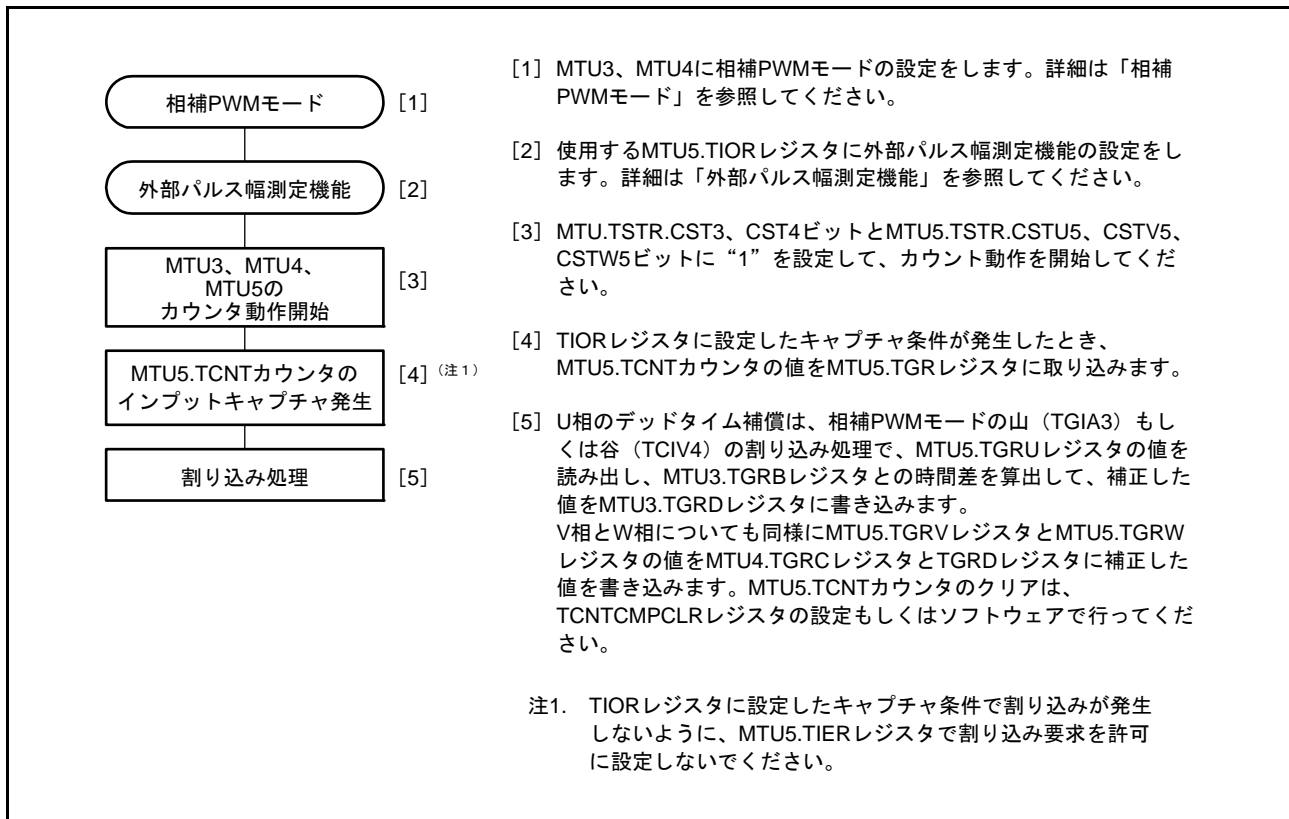 相補PWMモード [1]
外部パルス幅測定機能 [2]
MTU3、MTU4、
MTU5の
カウンタ動作開始
[3]
MTU5.TCNTカウンタの
インプットキャプチャ発生
[4] (注1)
割り込み処理 [5]
[1] MTU3、MTU4に相補PWMモードの設定をします。詳細は「相補
PWMモード」を参照してください。
[2] 使用するMTU5.TIORレジスタに外部パルス幅測定機能の設定をし
ます。詳細は「外部パルス幅測定機能」を参照してください。
[3] MTU.TSTR.CST3、CST4ビットとMTU5.TSTR.CSTU5、CSTV5、
CSTW5ビットに“1”を設定して、カウント動作を開始してくだ
さい。
[4] TIORレジスタに設定したキャプチャ条件が発生したとき、
MTU5.TCNTカウンタの値をMTU5.TGRレジスタに取り込みます。
[5] U相のデッドタイム補償は、相補PWMモードの山（TGIA3）もし
くは谷（TCIV4）の割り込み処理で、MTU5.TGRUレジスタの値を
読み出し、MTU3.TGRBレジスタとの時間差を算出して、補正した
値をMTU3.TGRDレジスタに書き込みます。
V相とW相についても同様にMTU5.TGRVレジスタとMTU5.TGRW
レジスタの値をMTU4.TGRCレジスタとTGRDレジスタに補正した
値を書き込みます。MTU5.TCNTカウンタのクリアは、
TCNTCMPCLRレジスタの設定もしくはソフトウェアで行ってくだ
さい。
注1. TIORレジスタに設定したキャプチャ条件で割り込みが発生
しないように、MTU5.TIERレジスタで割り込み要求を許可
に設定しないでください。